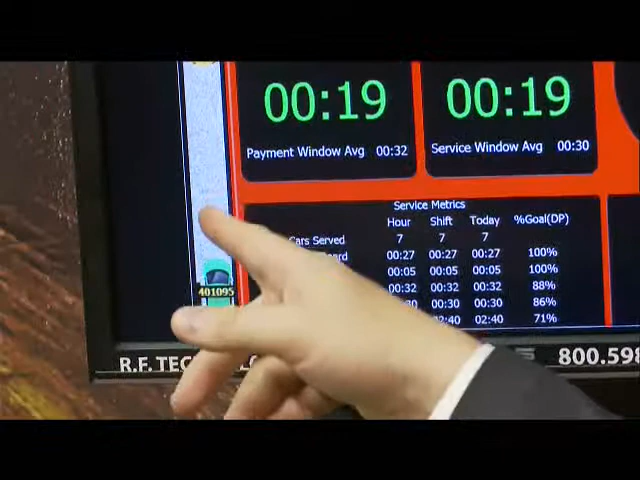 00:19 00:19
Payment Window Avg 00:32 Service Window Avg 00:30
Service Metrics
Hour Shift Today %Goal(DP)
Cars Served 7 7 7
00:27 00:27 00:27 100%
00:05 00:05 00:05 100%
00:32 00:32 00:32 88%
00:30 00:30 86%
02:40 02:40 71%
401095
R.F. 800.598